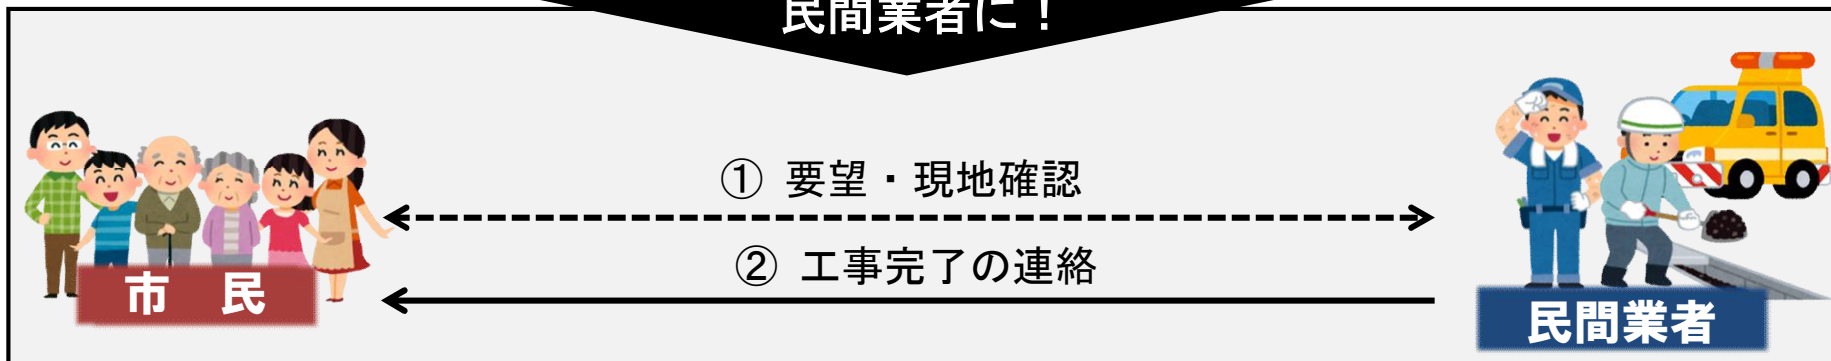 民間業者に！
① 要望・現地確認
② 工事完了の連絡
市　民
民間業者